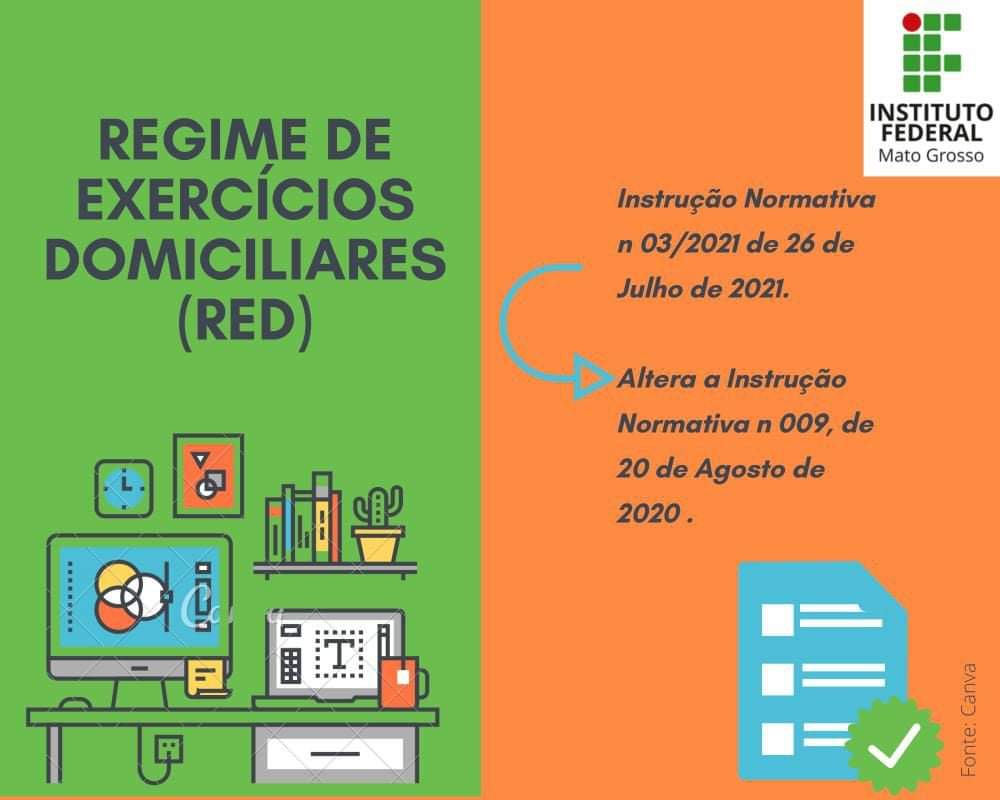 REGIME DE
EXERCÍCIOS
DOMICILIARES
(RED)
INSTITUTO
FEDERAL
Mato Grosso
Instrução Normativa
n 03/2021 de 26 de
Julho de 2021.
Altera a Instrução
Normativa n 009, de
20 de Agosto de
2020 .
Canva
T
Fonte: Canva